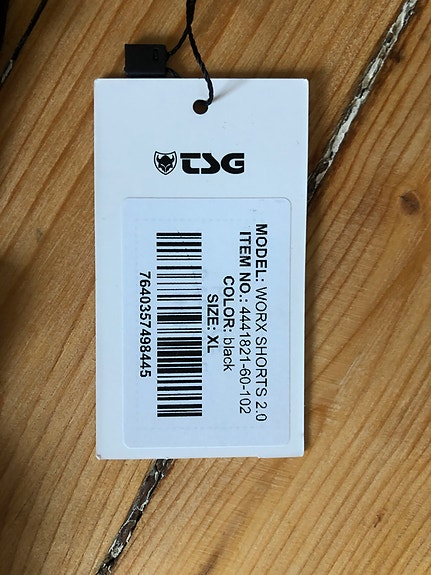 TSG
MODEL: WORX SHORTS 2.0
ITEM NO.: 4441821-60-102
COLOR: black
SIZE: XL
7640357498445